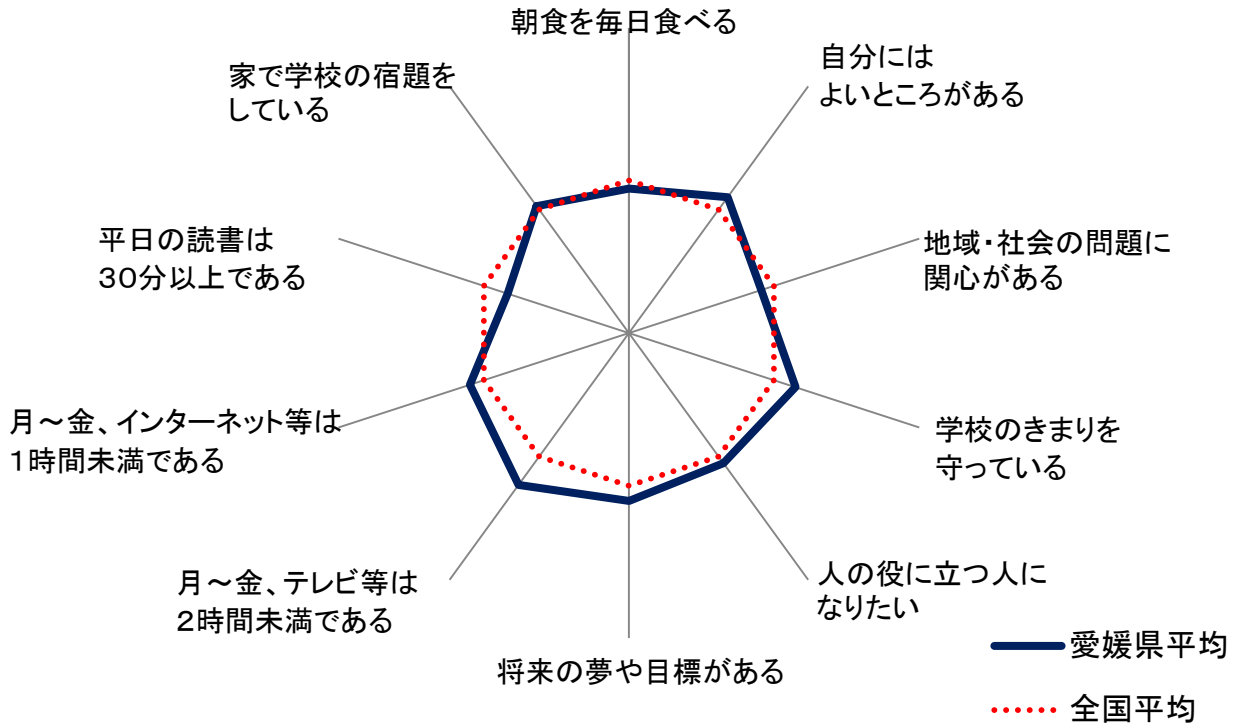 朝食を毎日食べる
自分には
よいところがある
地域・社会の問題に
関心がある
学校のきまりを
守っている
人の役に立つ人に
なりたい
将来の夢や目標がある
月～金、テレビ等は
２時間未満である
月～金、インターネット等は
１時間未満である
平日の読書は
３０分以上である
家で学校の宿題を
している
愛媛県平均
全国平均